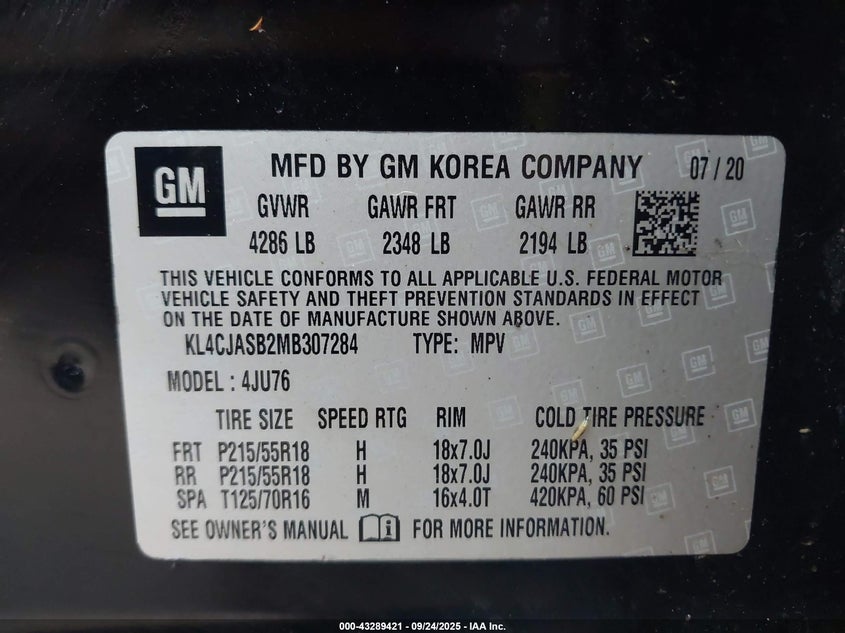 GM
MFD BY GM KOREA COMPANY 07 / 20
GVWR GAWR FRT GAWR RR
4286 LB 2348 LB 2194 LB
THIS VEHICLE CONFORMS TO ALL APPLICABLE U.S. FEDERAL MOTOR
VEHICLE SAFETY AND THEFT PREVENTION STANDARDS IN EFFECT
ON THE DATE OF MANUFACTURE SHOWN ABOVE.
KL4CJASB2MB307284 TYPE: MPV
MODEL : 4JU76
TIRE SIZE SPEED RTG RIM COLD TIRE PRESSURE
FRT P215/55R18 H 18x7.0J 240KPA, 35 PSI
RR P215/55R18 H 18x7.0J 240KPA, 35 PSI
SPA T125/70R16 M 16x4.0T 420KPA, 60 PSI
SEE OWNER'S MANUAL FOR MORE INFORMATION.
000-43289421 - 09/24/2025 - IAA Inc.